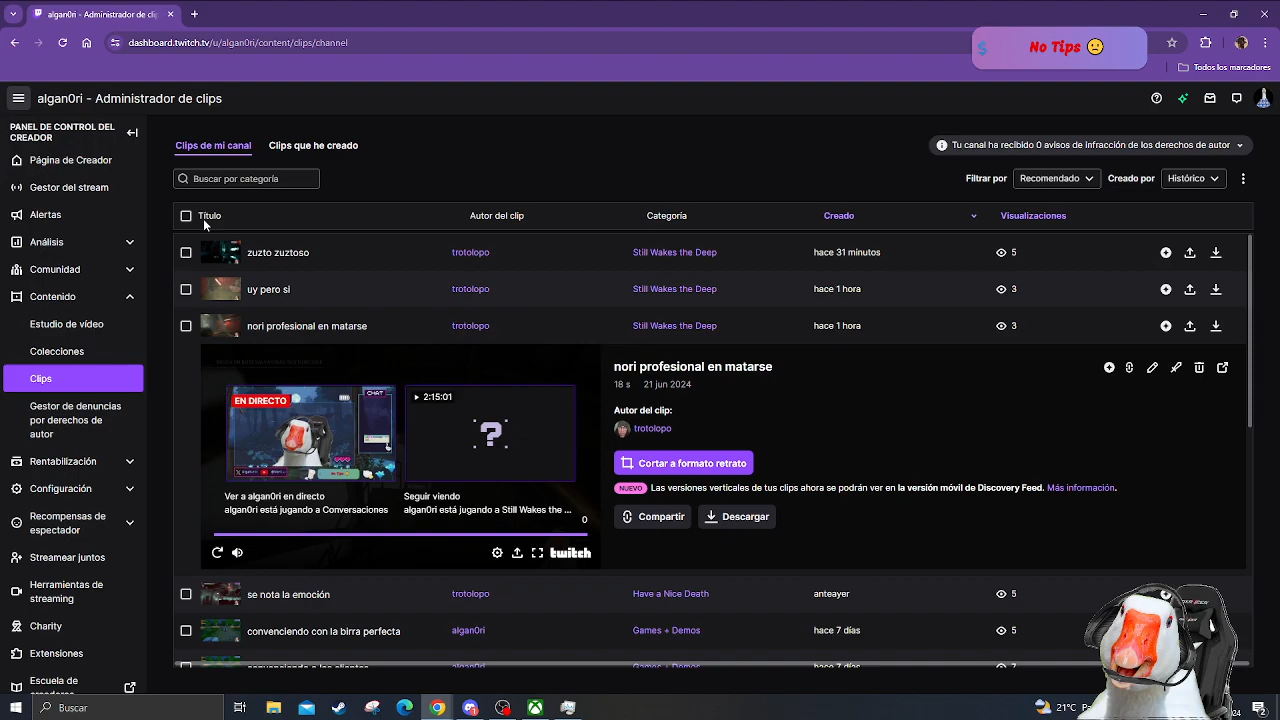 algan0ri - Administrador de clip
dashboard.twitch.tv/u/algan0ri/content/clips/channel
No Tips
Todos los marcadores
algan0ri - Administrador de clips
PANEL DE CONTROL DEL CREADOR
Página de Creador
Gestor del stream
Alertas
Análisis
Comunidad
Contenido
Estudio de vídeo
Colecciones
Clips
Gestor de denuncias
por derechos de
autor
Rentabilización
Configuración
Recompensas de
espectador
Streamear juntos
Herramientas de
streaming
Charity
Extensiones
Escuela de
Clips de mi canal
Clips que he creado
Tu canal ha recibido 0 avisos de infracción de los derechos de autor
Buscar por categoría
Filtrar por
Recomendado
Creado por
Histórico
Título
Autor del clip
Categoría
Creado
Visualizaciones
zuzto zuztoso
trotolopo
Still Wakes the Deep
hace 31 minutos
5
uy pero si
trotolopo
Still Wakes the Deep
hace 1 hora
3
nori profesional en matarse
trotolopo
Still Wakes the Deep
hace 1 hora
3
EN DIRECTO
CHAT
2:15:01
Ver a algan0ri en directo
algan0ri está jugando a Conversaciones
Seguir viendo
algan0ri está jugando a Still Wakes the ...
0
twitch
nori profesional en matarse
18 s 21 jun 2024
Autor del clip:
trotolopo
Cortar a formato retrato
NUEVO Las versiones verticales de tus clips ahora se podrán ver en la versión móvil de Discovery Feed. Más información.
Compartir
Descargar
se nota la emoción
trotolopo
Have a Nice Death
anteayer
5
convenciendo con la birra perfecta
algan0ri
Games + Demos
hace 7 días
5
Buscar
21°C